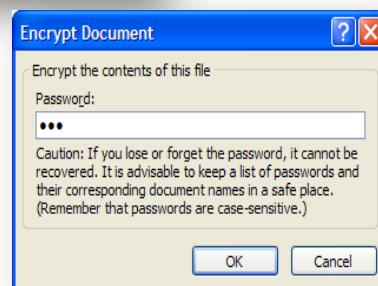 Encrypt Document
Encrypt the contents of this file
Password:
•••
Caution: If you lose or forget the password, it cannot be
recovered. It is advisable to keep a list of passwords and
their corresponding document names in a safe place.
(Remember that passwords are case-sensitive.)
OK Cancel